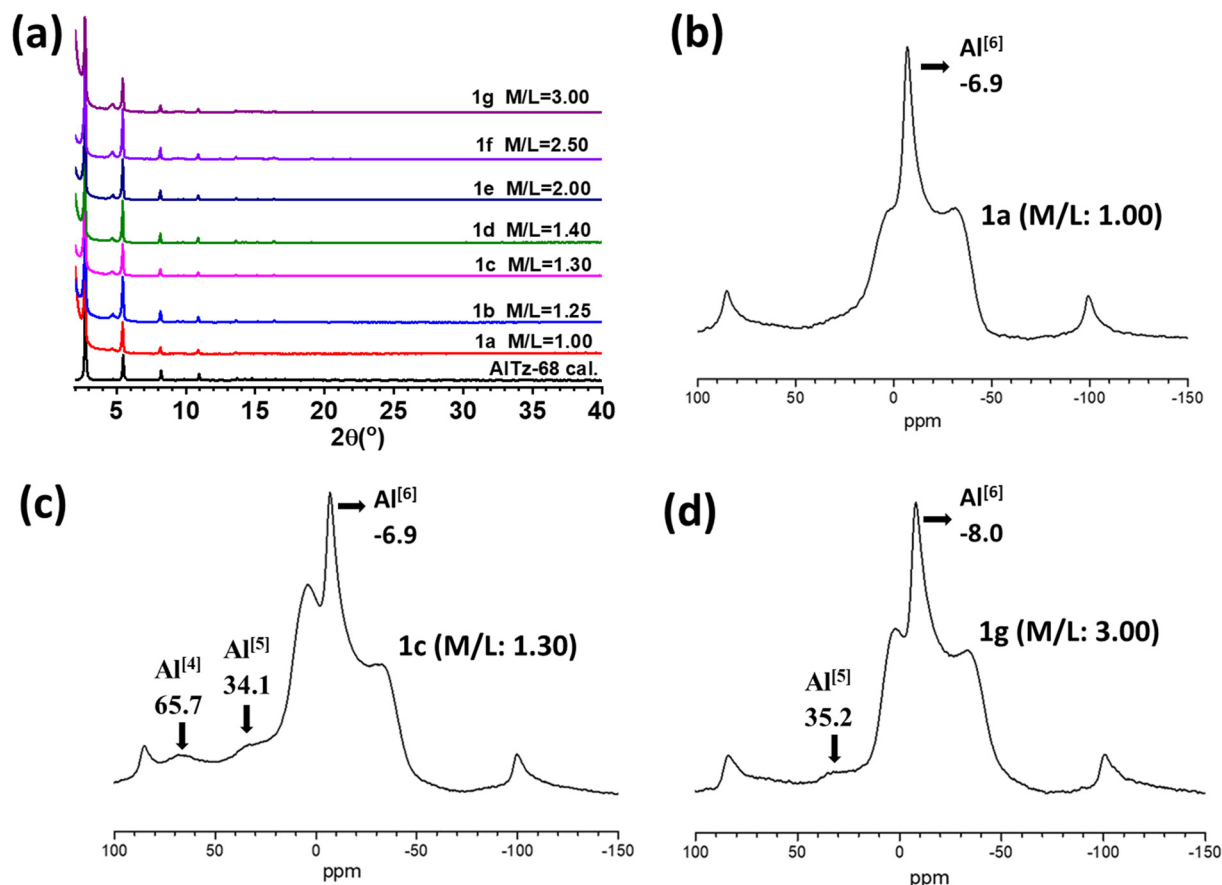 (a)
1g M/L=3.00
1f M/L=2.50
1e M/L=2.00
1d M/L=1.40
1c M/L=1.30
1b M/L=1.25
1a M/L=1.00
AlTz-68 cal.
5 10 15 20 25 30 35 40
2θ(°)
(b)
Al[6]
-6.9
1a (M/L: 1.00)
100 50 0 -50 -100 -150
ppm
(c)
Al[6]
-6.9
1c (M/L: 1.30)
Al[5]
34.1
Al[4]
65.7
100 50 0 -50 -100 -150
ppm
(d)
Al[6]
-8.0
1g (M/L: 3.00)
Al[5]
35.2
100 50 0 -50 -100 -150
ppm